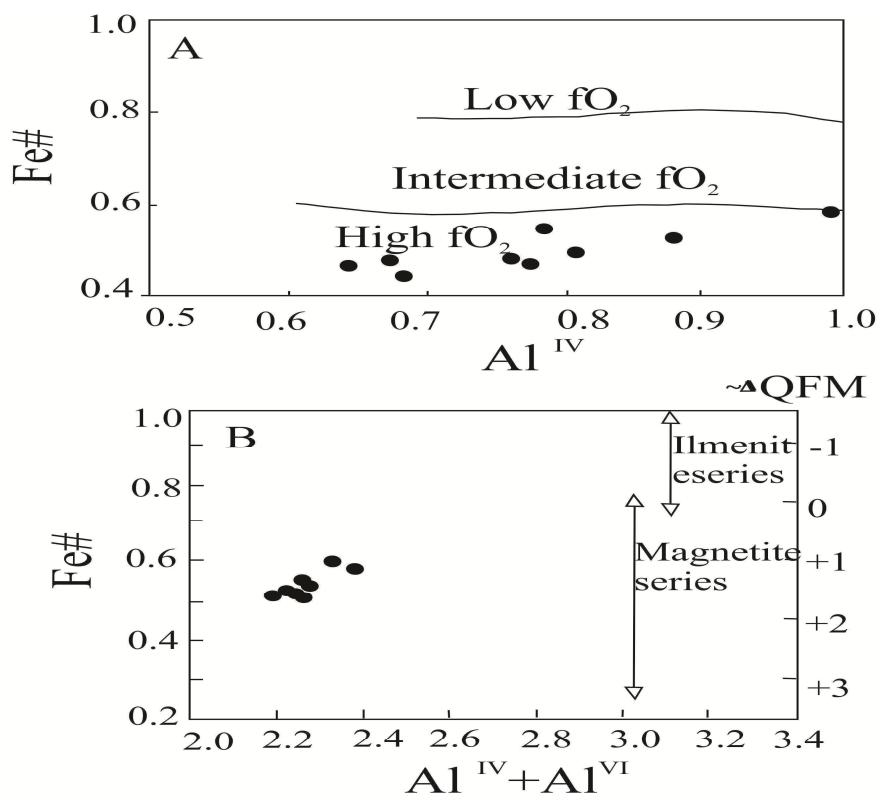 1.0
A
Low fO₂
0.8
Fe#
Intermediate fO₂
0.6
High fO₂
0.4
0.5 0.6 0.7 0.8 0.9 1.0
Al IV
~ΔQFM
1.0
B
Ilmenit
eseries
-1
0.8
0
Fe#
0.6
Magnetite
series
+1
0.4
+2
+3
0.2
2.0 2.2 2.4 2.6 2.8 3.0 3.2 3.4
Al IV+Al VI